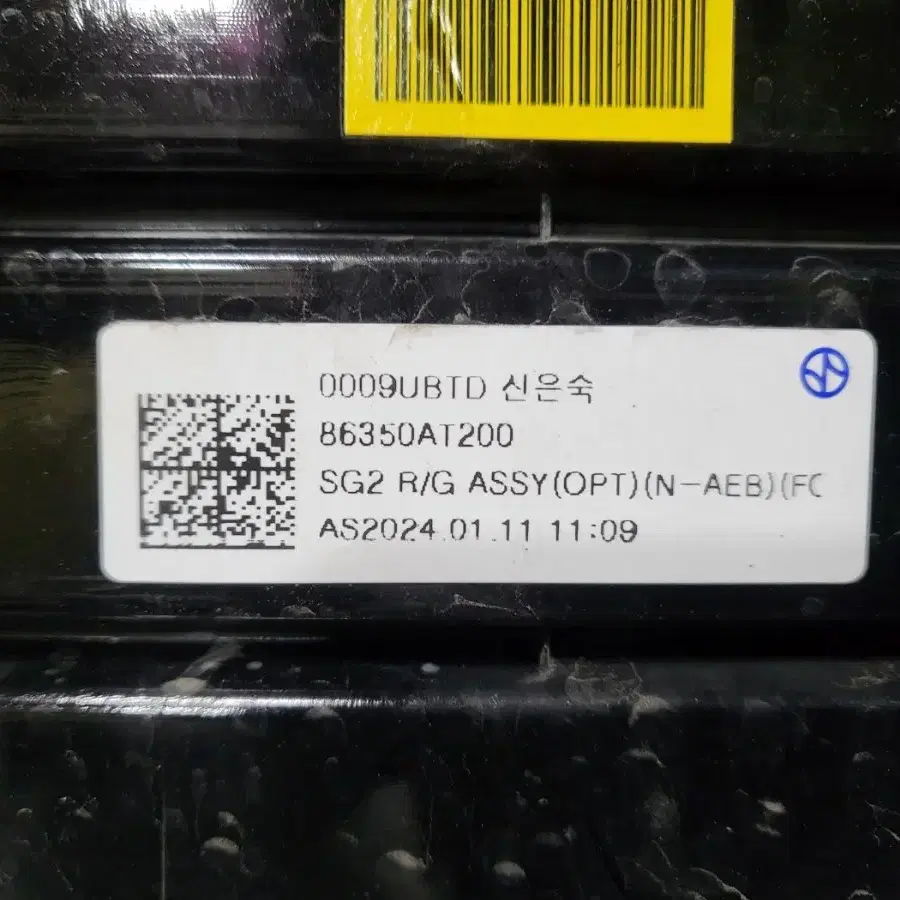 0009UBTD 신은숙
86350AT200
SG2 R/G ASSY(OPT)(N-AEB)(FC
AS2024.01.11 11:09